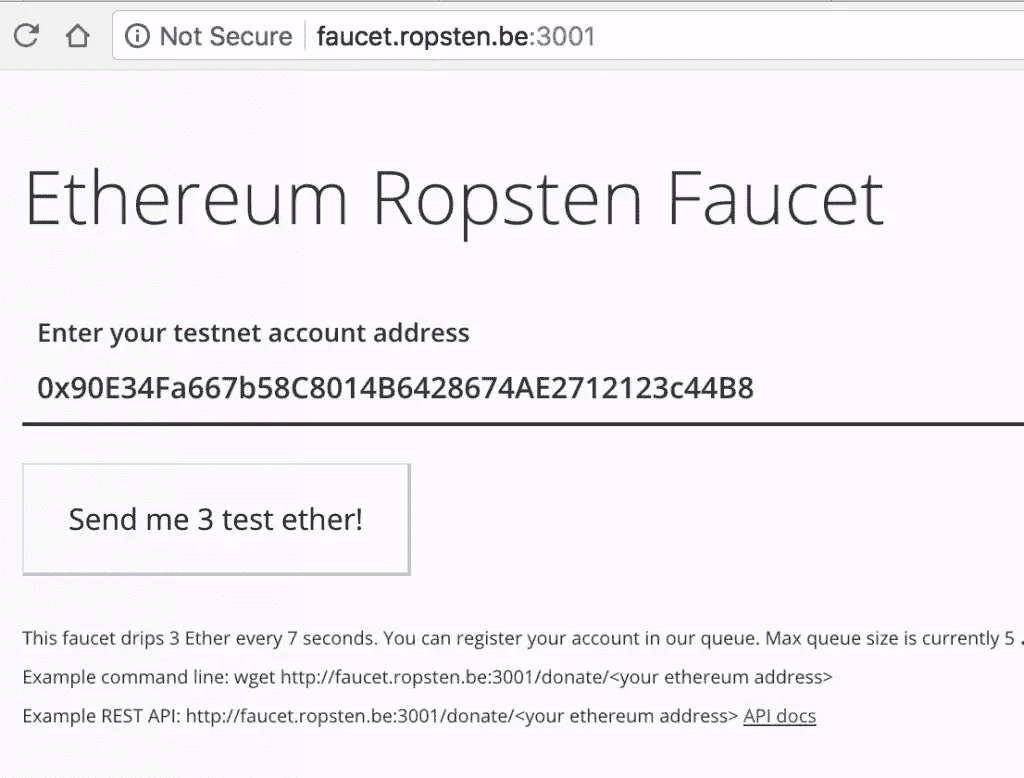 Not Secure faucet.ropsten.be:3001
Ethereum Ropsten Faucet
Enter your testnet account address
0x90E34Fa667b58C8014B6428674AE2712123c44B8
Send me 3 test ether!
This faucet drips 3 Ether every 7 seconds. You can register your account in our queue. Max queue size is currently 5 .
Example command line: wget http://faucet.ropsten.be:3001/donate/<your ethereum address>
Example REST API: http://faucet.ropsten.be:3001/donate/<your ethereum address> API docs